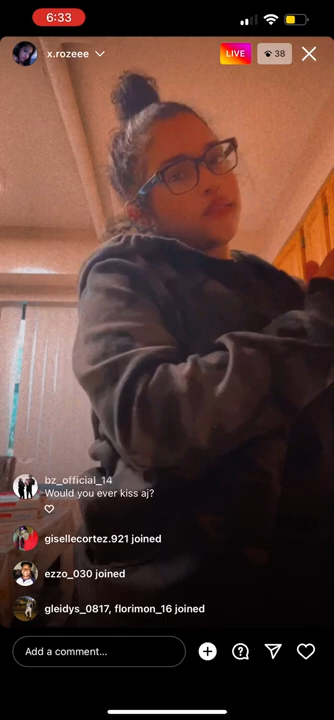 6:33
x.rozeee
LIVE
38
bz_official_14
Would you ever kiss aj?
gisellecortez.921 joined
ezzo_030 joined
gleidys_0817, florimon_16 joined
Add a comment...